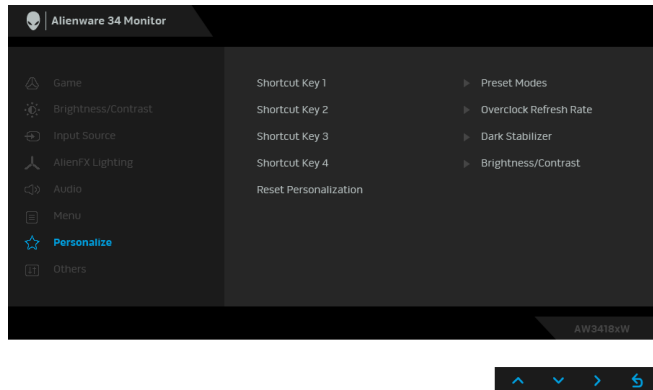 Alienware 34 Monitor
Game
Brightness/Contrast
Input Source
AlienFX Lighting
Audio
Menu
Personalize
Others
Shortcut Key 1 Preset Modes
Shortcut Key 2 Overclock Refresh Rate
Shortcut Key 3 Dark Stabilizer
Shortcut Key 4 Brightness/Contrast
Reset Personalization
AW3418xW